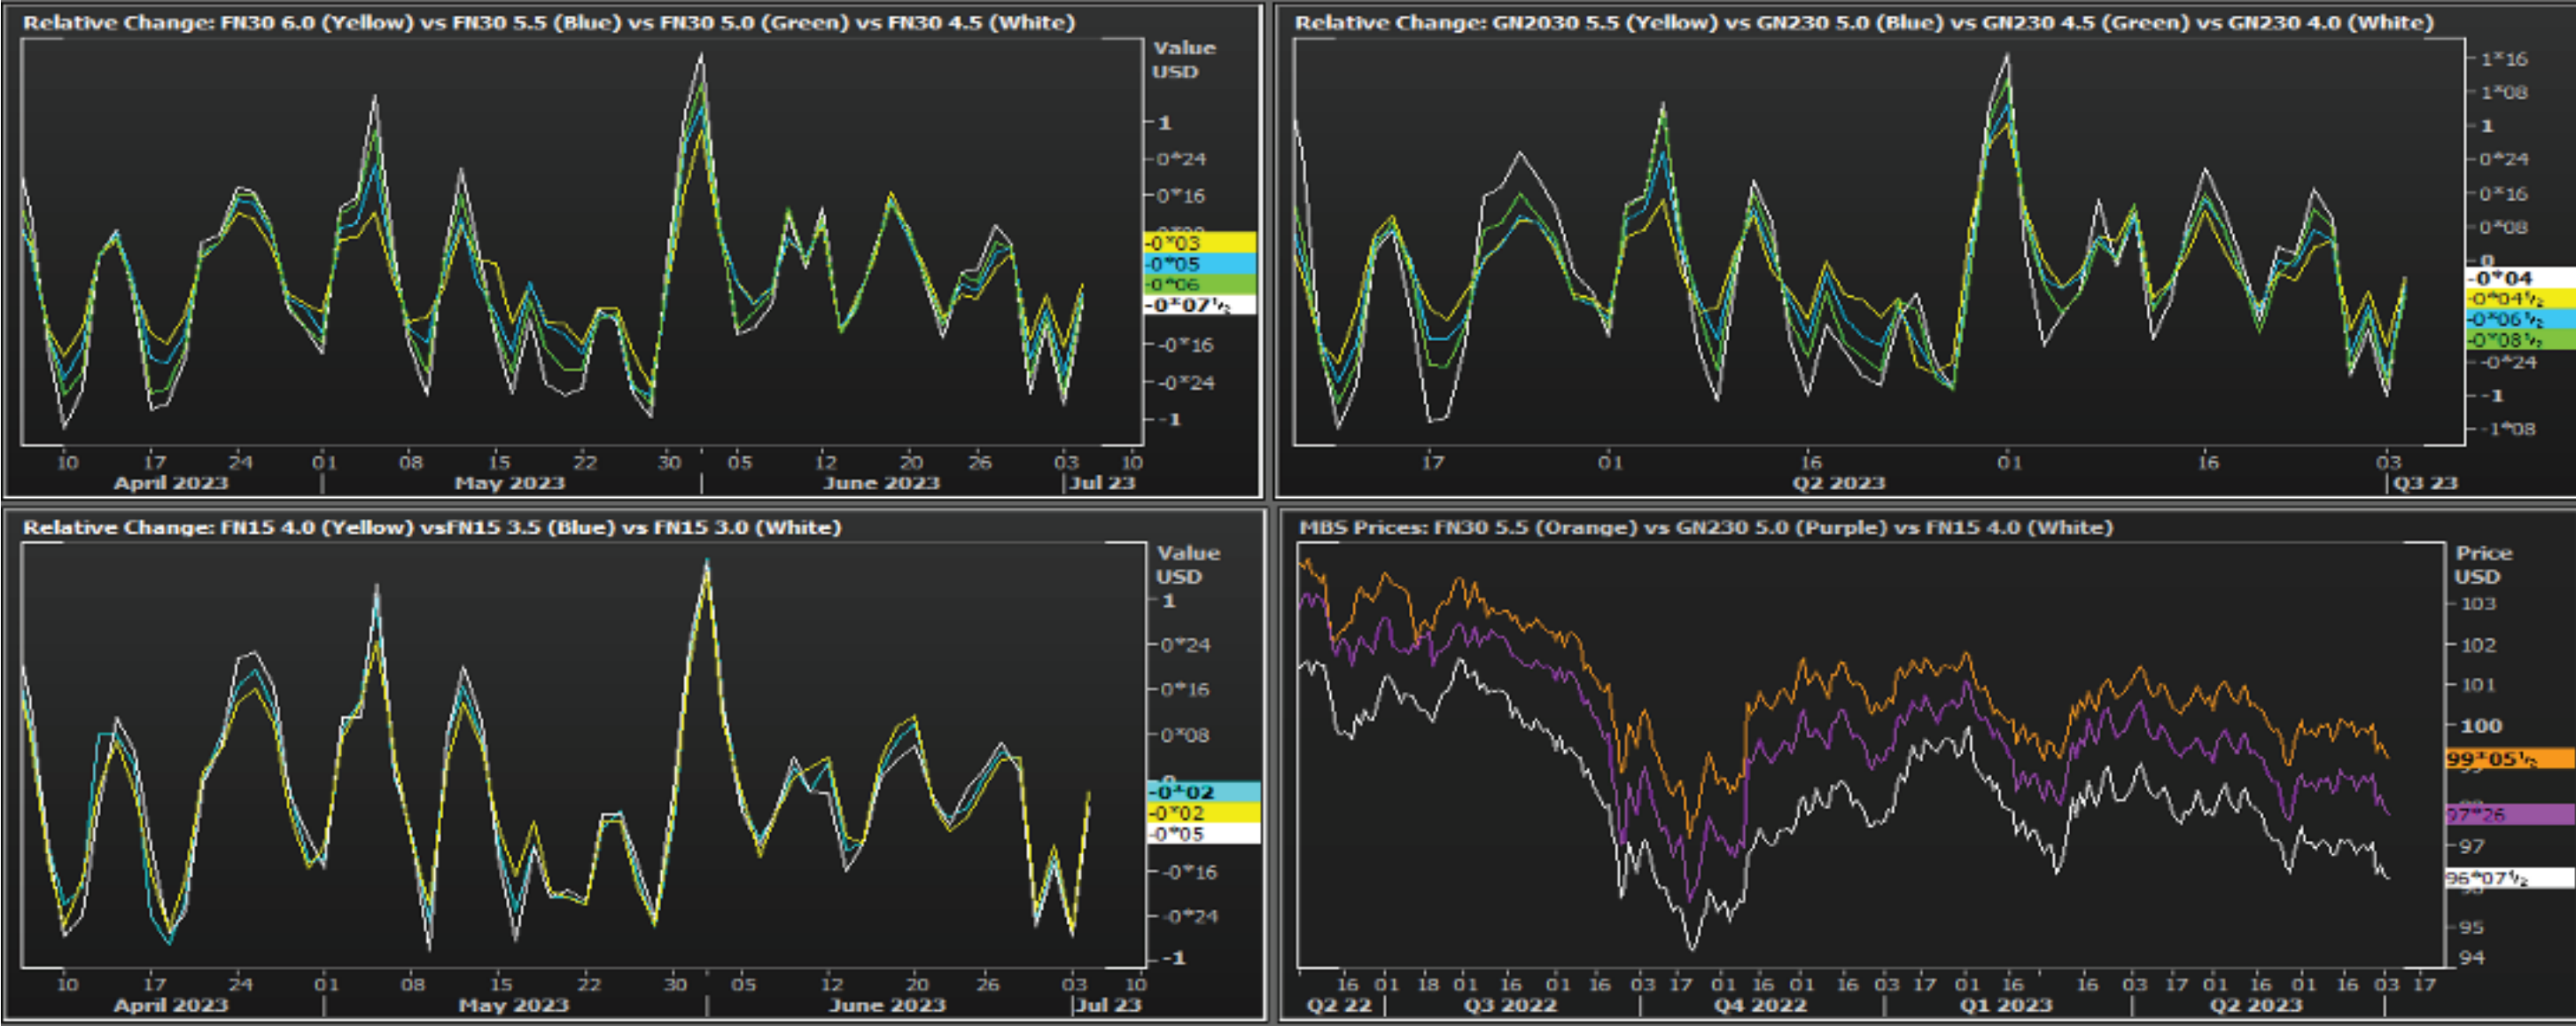 Relative Change: FN30 6.0 (Yellow) vs FN30 5.5 (Blue) vs FN30 5.0 (Green) vs FN30 4.5 (White)
Value
USD
1
0*24
0*16
-0*03
-0*05
-0*06
-0*07½
-0*16
-0*24
-1
10 17 24 01 08 15 22 30 05 12 20 26 03 10
April 2023 May 2023 June 2023 Jul 23
Relative Change: GN2030 5.5 (Yellow) vs GN230 5.0 (Blue) vs GN230 4.5 (Green) vs GN230 4.0 (White)
1*16
1*08
1
0*24
0*16
0*08
0
-0*04
-0*04½
-0*06½
-0*08½
-0*24
-1
-1*08
17 01 16 01 16 03
Q2 2023 Q3 23
Relative Change: FN15 4.0 (Yellow) vsFN15 3.5 (Blue) vs FN15 3.0 (White)
Value
USD
1
0*24
0*16
0*08
-0*02
-0*02
-0*05
-0*16
-0*24
-1
10 17 24 01 08 15 22 30 05 12 20 26 03 10
April 2023 May 2023 June 2023 Jul 23
MBS Prices: FN30 5.5 (Orange) vs GN230 5.0 (Purple) vs FN15 4.0 (White)
Price
USD
103
102
101
100
99*05½
97*26
97
96*07½
95
94
16 01 18 01 16 01 16 03 17 01 16 01 16 03 17 01 16 16 03 17 01 16 01 16 03 17
Q2 22 Q3 2022 Q4 2022 Q1 2023 Q2 2023